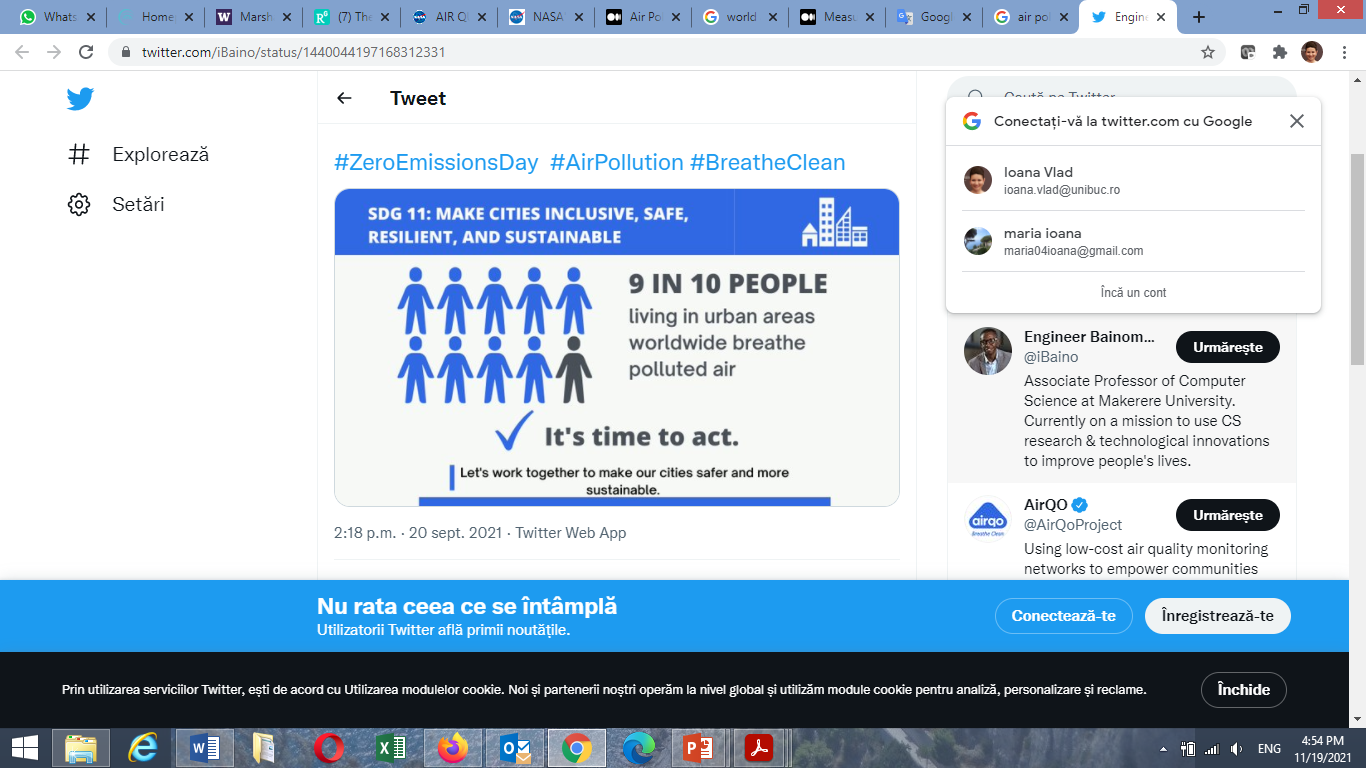 Whats
Home
Marsh
(7) The
AIR Q
NASA
Air Po
world
Measu
Googl
air po
Engine
twitter.com/iBaino/status/1440044197168312331
Explorează
Setări
Tweet
#ZeroEmissionsDay #AirPollution #BreatheClean
SDG 11: MAKE CITIES INCLUSIVE, SAFE,
RESILIENT, AND SUSTAINABLE
9 IN 10 PEOPLE
living in urban areas
worldwide breathe
polluted air
It's time to act.
Let's work together to make our cities safer and more
sustainable.
2:18 p.m. · 20 sept. 2021 · Twitter Web App
Caută pe Twitter
Conectați-vă la twitter.com cu Google
Ioana Vlad
ioana.vlad@unibuc.ro
maria ioana
maria04ioana@gmail.com
Încă un cont
Engineer Bainom...
@iBaino
Urmărește
Associate Professor of Computer
Science at Makerere University.
Currently on a mission to use CS
research & technological innovations
to improve people's lives.
airqo
Breathe Clean
AirQO
@AirQoProject
Urmărește
Using low-cost air quality monitoring
networks to empower communities
Nu rata ceea ce se întâmplă
Utilizatorii Twitter află primii noutățile.
Conectează-te
Înregistrează-te
Prin utilizarea serviciilor Twitter, ești de acord cu Utilizarea modulelor cookie. Noi și partenerii noștri operăm la nivel global și utilizăm module cookie pentru analiză, personalizare și reclame.
Închide
ENG
4:54 PM
11/19/2021